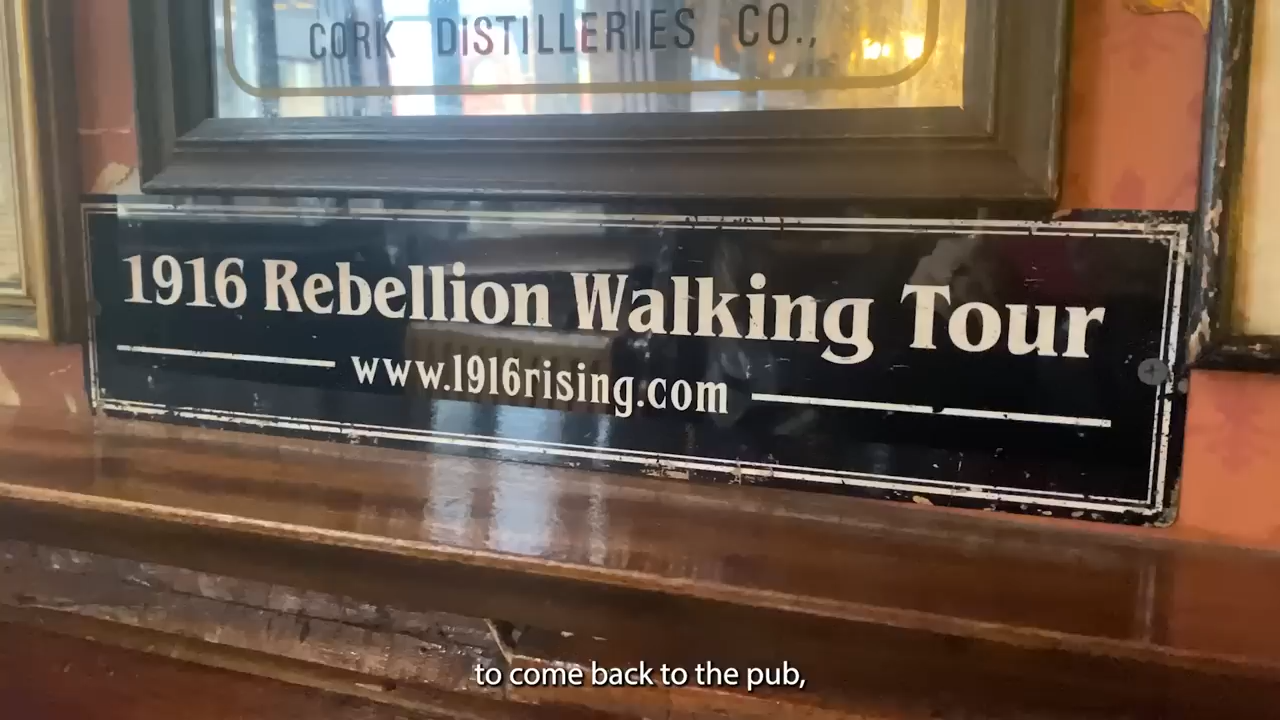 CORK DISTILLERIES CO.,
1916 Rebellion Walking Tour
www.1916rising.com
to come back to the pub,